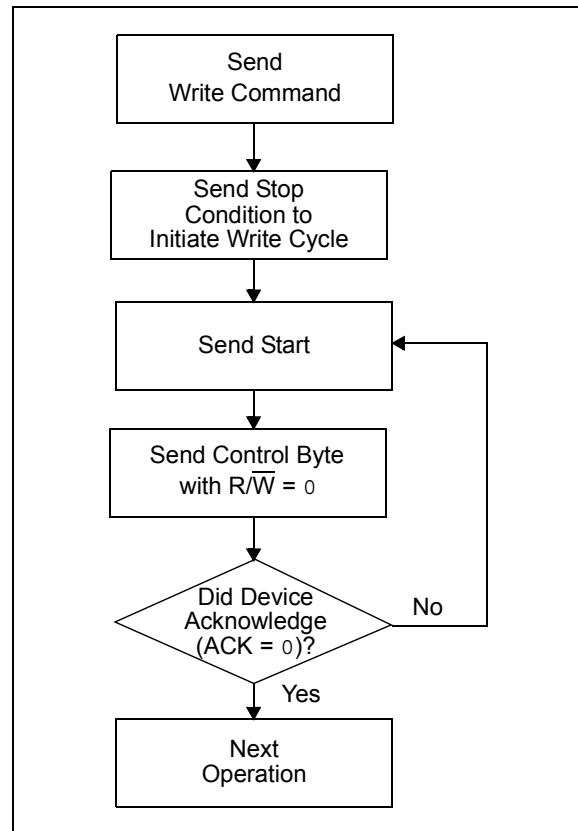 Send
Write Command
Send Stop
Condition to
Initiate Write Cycle
Send Start
Send Control Byte
with R/W̅ = 0
Did Device
Acknowledge
(ACK = 0)?
No
Yes
Next
Operation